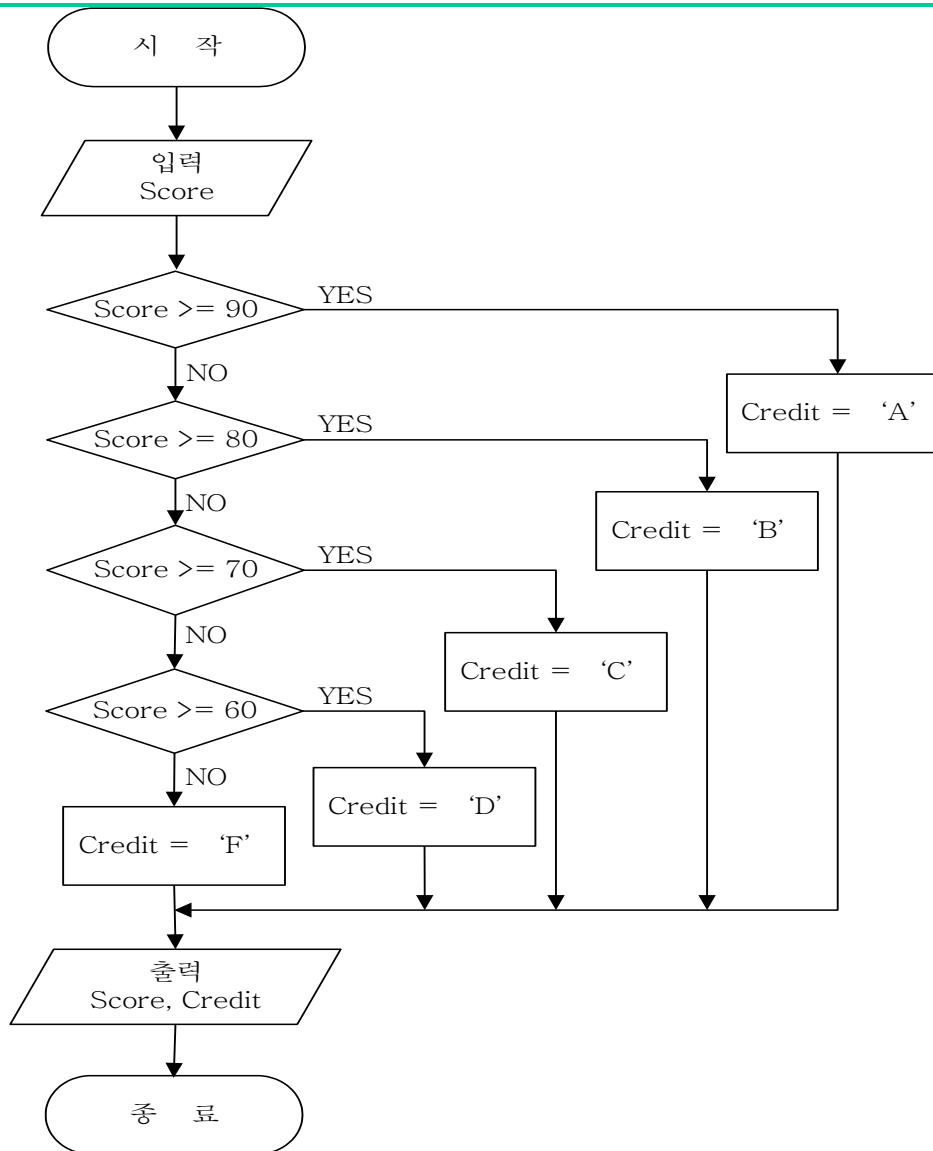 시 작
입력
Score
Score >= 90
YES
NO
Credit = ‘A’
Score >= 80
YES
NO
Credit = ‘B’
Score >= 70
YES
NO
Credit = ‘C’
Score >= 60
YES
NO
Credit = ‘D’
Credit = ‘F’
출력
Score, Credit
종 료